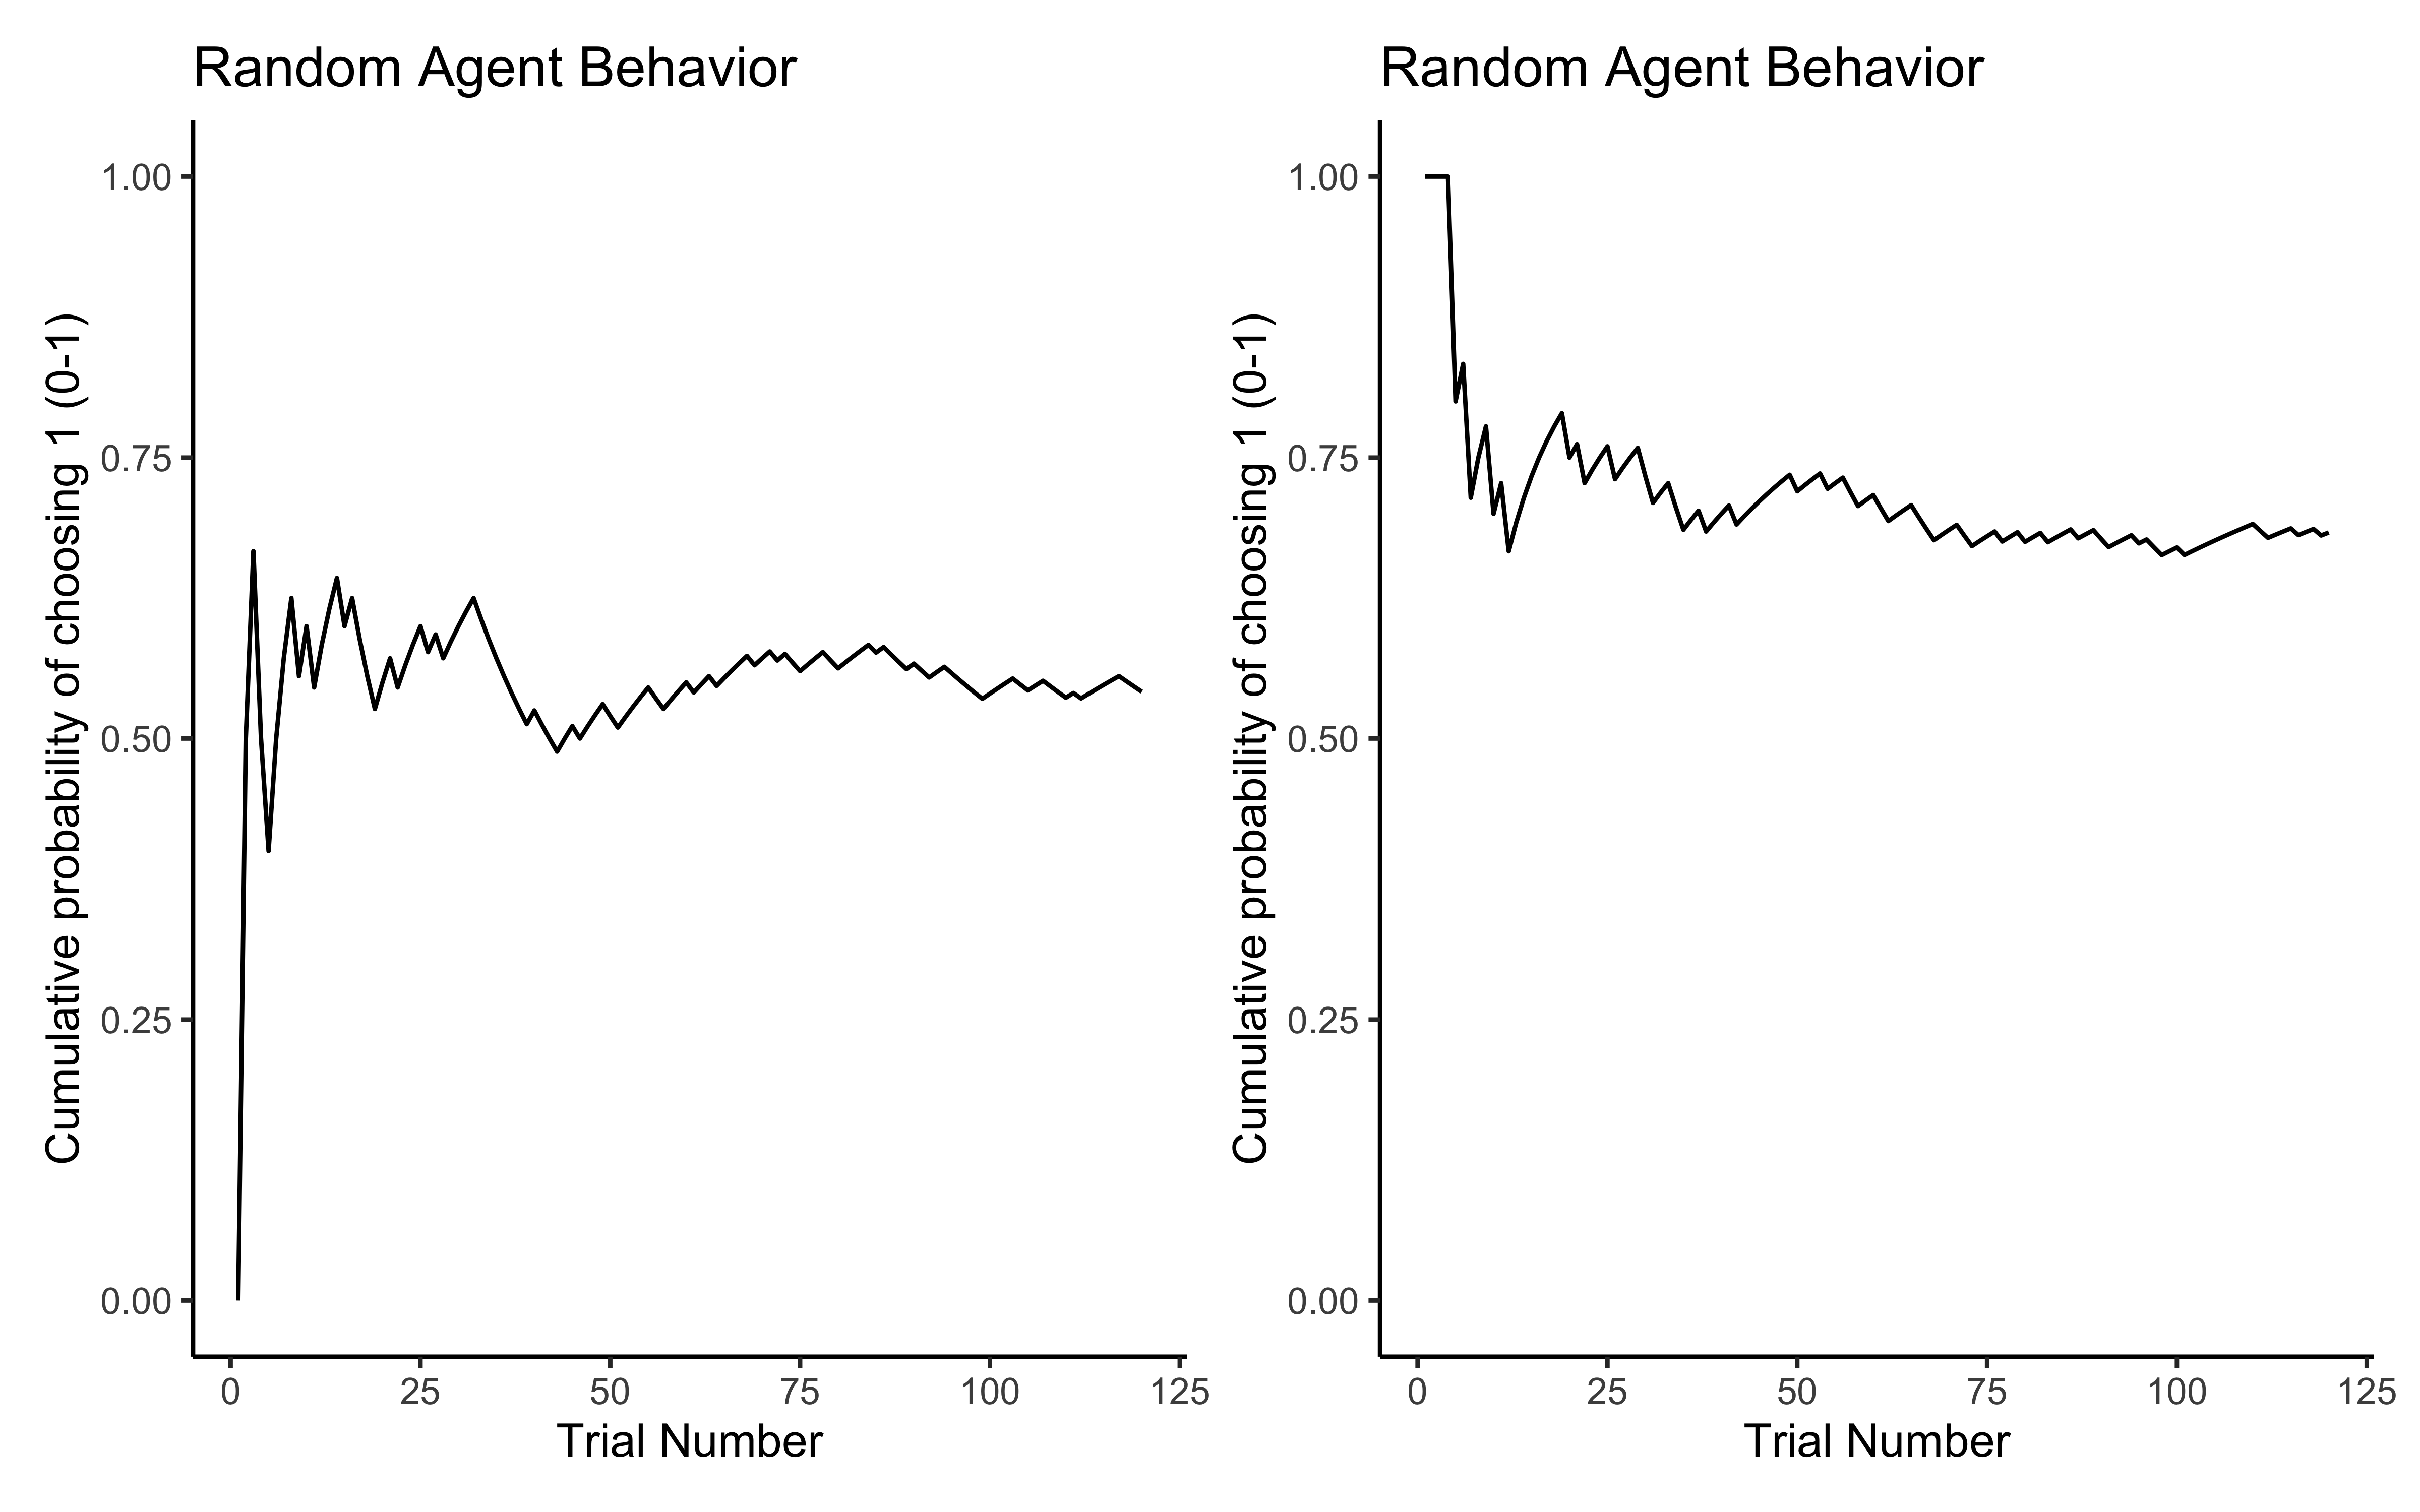 Random Agent Behavior
Cumulative probability of choosing 1 (0-1)
1.00
0.75
0.50
0.25
0.00
0 25 50 75 100 125
Trial Number
Random Agent Behavior
Cumulative probability of choosing 1 (0-1)
1.00
0.75
0.50
0.25
0.00
0 25 50 75 100 125
Trial Number